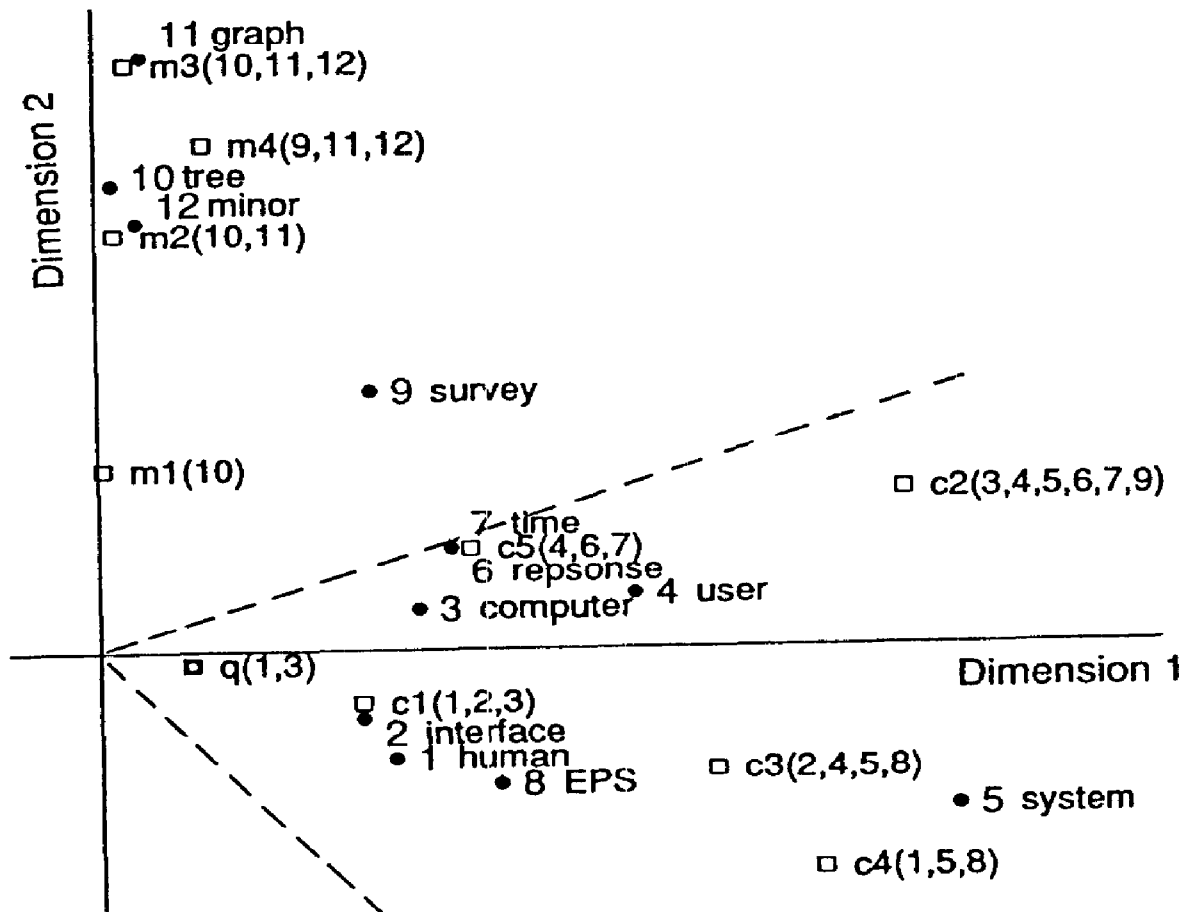 11 graph
m3(10,11,12)
m4(9,11,12)
10 tree
12 minor
m2(10,11)
Dimension 2
9 survey
m1(10)
c2(3,4,5,6,7,9)
7 time
c5(4,6,7)
6 repsonse
4 user
3 computer
q(1,3)
Dimension 1
c1(1,2,3)
2 interface
1 human
c3(2,4,5,8)
8 EPS
5 system
c4(1,5,8)